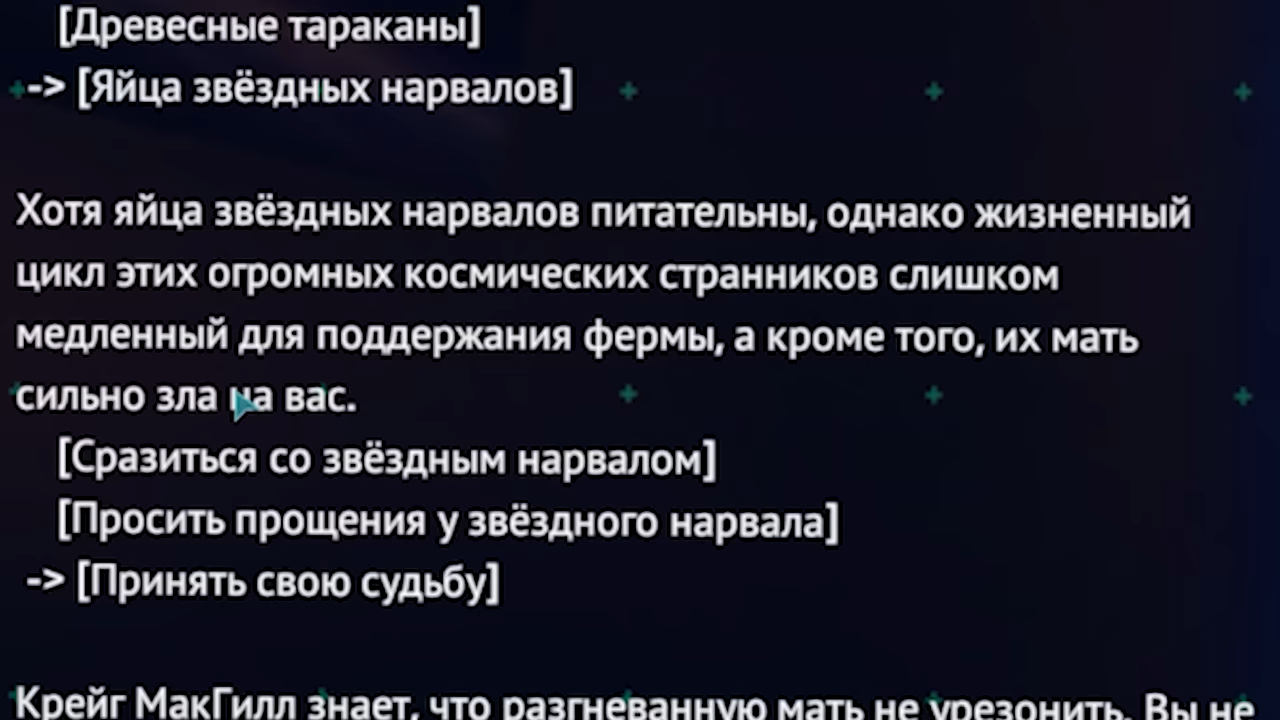 [Древесные тараканы]
-> [Яйца звёздных нарвалов]
Хотя яйца звёздных нарвалов питательны, однако жизненный
цикл этих огромных космических странников слишком
медленный для поддержания фермы, а кроме того, их мать
сильно зла на вас.
[Сразиться со звёздным нарвалом]
[Просить прощения у звёздного нарвала]
-> [Принять свою судьбу]
Крейг МакГилл знает, что разгневанную мать не урезонить. Вы не